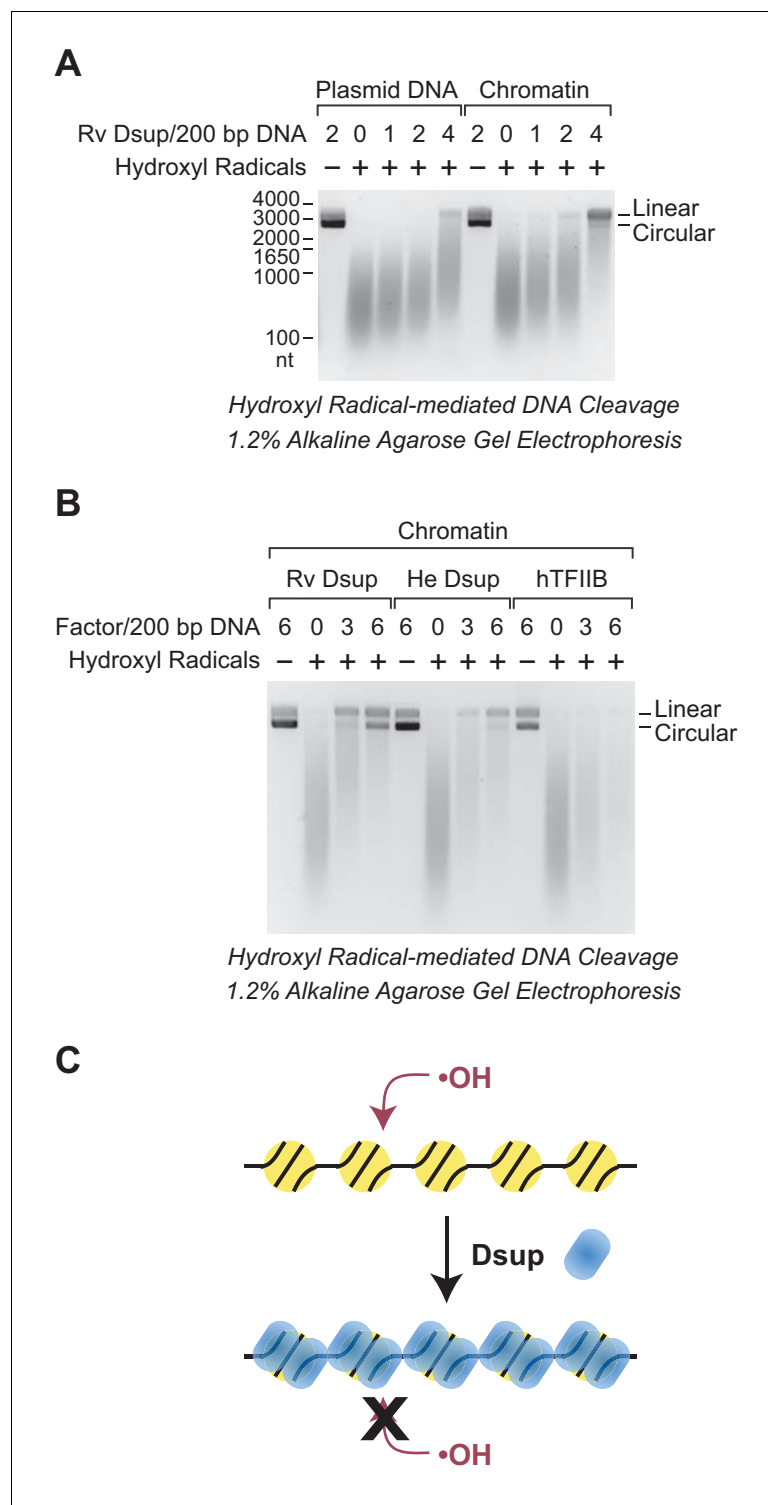 A
Plasmid DNA Chromatin
Rv Dsup/200 bp DNA 2 0 1 2 4 2 0 1 2 4
Hydroxyl Radicals – + + + + – + + + +
4000
3000
2000
1650
1000
100
nt
Linear
Circular
Hydroxyl Radical-mediated DNA Cleavage
1.2% Alkaline Agarose Gel Electrophoresis
B
Chromatin
Rv Dsup He Dsup hTFIIB
Factor/200 bp DNA 6 0 3 6 6 0 3 6 6 0 3 6
Hydroxyl Radicals – + + + – + + + – + + +
Linear
Circular
Hydroxyl Radical-mediated DNA Cleavage
1.2% Alkaline Agarose Gel Electrophoresis
C
•OH
Dsup
X
•OH